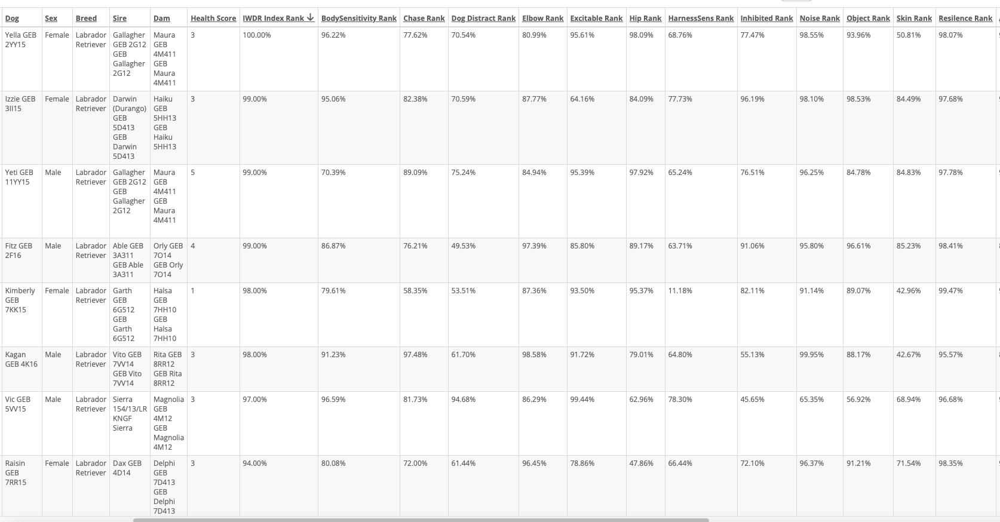 Dog Sex Breed Sire Dam Health Score IWDR Index Rank ↓ BodySensitivity Rank Chase Rank Dog Distract Rank Elbow Rank Excitable Rank Hip Rank HarnessSens Rank Inhibited Rank Noise Rank Object Rank Skin Rank Resilence Rank
Yella GEB Female Labrador Gallagher Maura 3 100.00% 96.22% 77.62% 70.54% 80.99% 95.61% 98.09% 68.76% 77.47% 98.55% 93.96% 50.81% 98.07%
2YY15 Retriever GEB 2G12 GEB
GEB 4M411
Gallagher GEB
2G12 Maura
4M411
Izzie GEB Female Labrador Darwin Haiku 3 99.00% 95.06% 82.38% 70.59% 87.77% 64.16% 84.09% 77.73% 96.19% 98.10% 98.53% 84.49% 97.68%
3II15 Retriever (Durango) GEB
GEB 5HH13
5D413 GEB
GEB Haiku
Darwin 5HH13
5D413
Yeti GEB Male Labrador Gallagher Maura 5 99.00% 70.39% 89.09% 75.24% 84.94% 95.39% 97.92% 65.24% 76.51% 96.25% 84.78% 84.83% 97.78%
11YY15 Retriever GEB 2G12 GEB
GEB 4M411
Gallagher GEB
2G12 Maura
4M411
Fitz GEB Male Labrador Able GEB Orly GEB 4 99.00% 86.87% 76.21% 49.53% 97.39% 85.80% 89.17% 63.71% 91.06% 95.80% 96.61% 85.23% 98.41%
2F16 Retriever 3A311 7O14
GEB Able GEB Orly
3A311 7O14
Kimberly Female Labrador Garth Halsa 1 98.00% 79.61% 58.35% 53.51% 87.36% 93.50% 95.37% 11.18% 82.11% 91.14% 89.07% 42.96% 99.47%
GEB Retriever GEB GEB
7KK15 6G512 7HH10
GEB GEB
Garth Halsa
6G512 7HH10
Kagan Male Labrador Vito GEB Rita GEB 3 98.00% 91.23% 97.48% 61.70% 98.58% 91.72% 79.01% 64.80% 55.13% 99.95% 88.17% 42.67% 95.57%
GEB 4K16 Retriever 7VV14 8RR12
GEB Vito GEB Rita
7VV14 8RR12
Vic GEB Male Labrador Sierra Magnolia 3 97.00% 96.59% 81.73% 94.68% 86.29% 99.44% 62.96% 78.30% 45.65% 65.35% 56.92% 68.94% 96.68%
5VV15 Retriever 154/13/LR GEB
KNGF 4M12
Sierra GEB
Magnolia
4M12
Raisin Female Labrador Dax GEB Delphi 3 94.00% 80.08% 72.00% 61.44% 96.45% 78.86% 47.86% 66.44% 72.10% 96.37% 91.21% 71.54% 98.35%
GEB Retriever 4D14 GEB
7RR15 7D413
GEB
Delphi
7D413